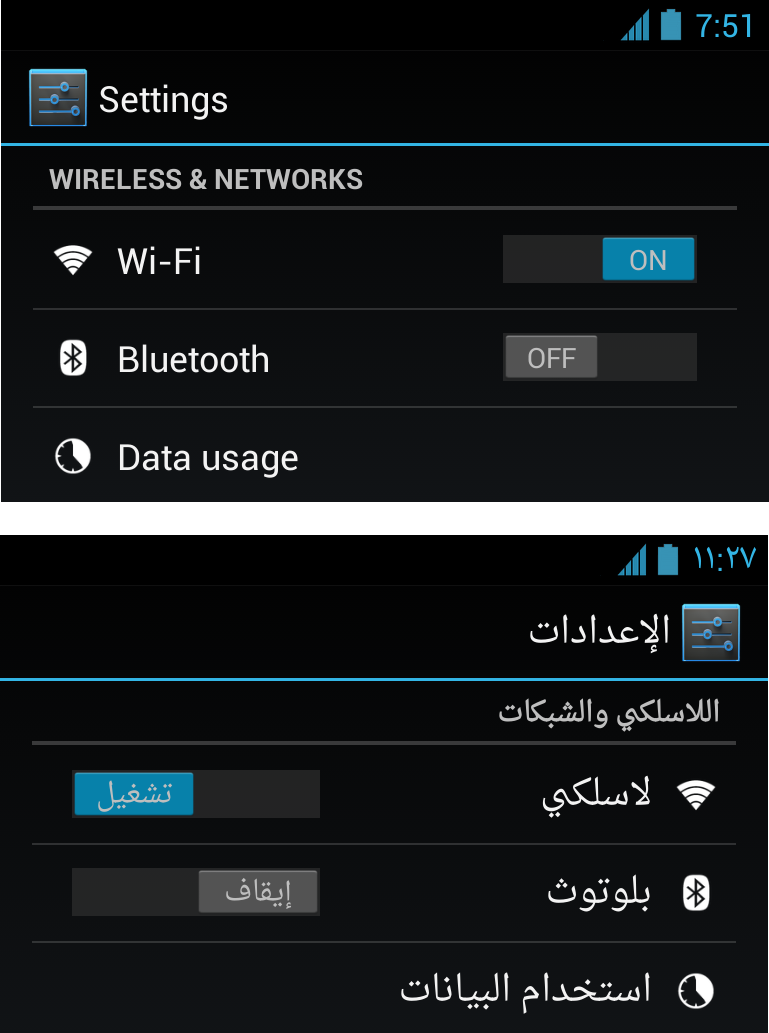 7:51
Settings
WIRELESS & NETWORKS
Wi-Fi ON
Bluetooth OFF
Data usage
١١:٢٧
الإعدادات
اللاسلكي والشبكات
لاسلكي تشغيل
بلوتوث إيقاف
استخدام البيانات